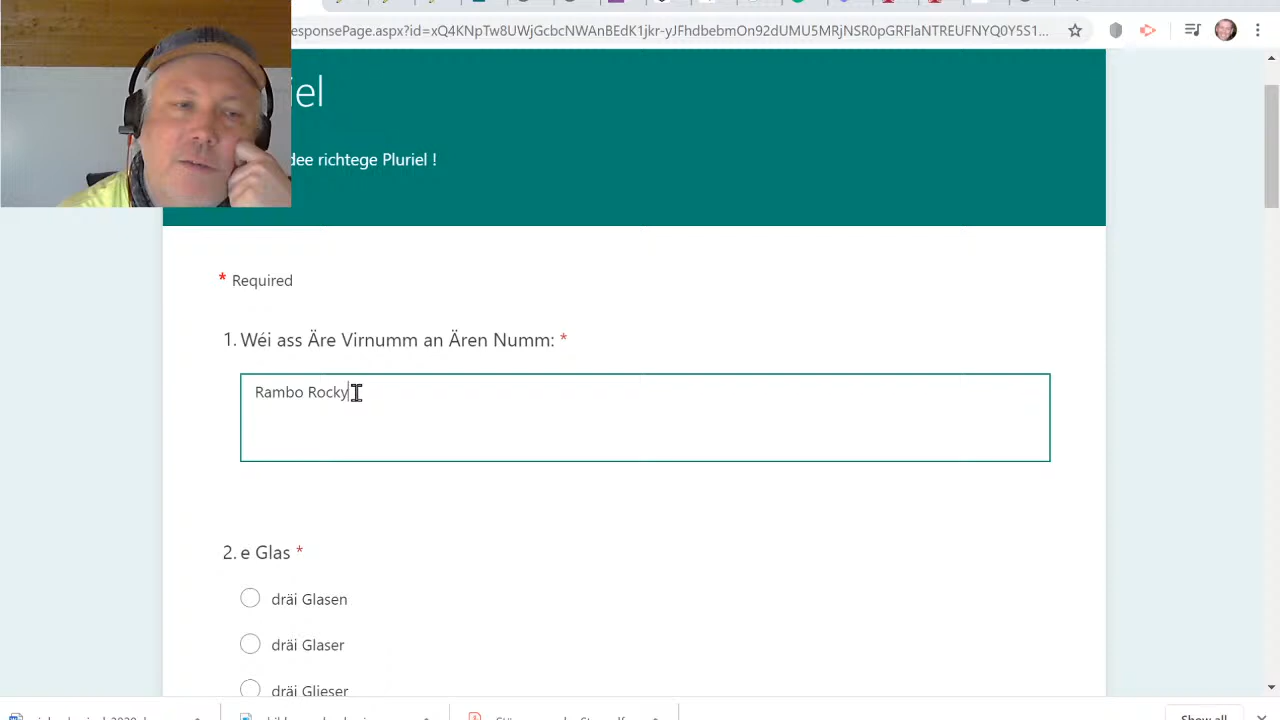 esponsePage.aspx?id=xQ4KNpTw8UWjGcbcNWAnBEdK1jkr-yJFhdbebmOn92dUMU5MRjNSR0pGRFlaNTREUFNYQ0Y5S1...
iel
dee richtege Pluriel !
* Required
1. Wéi ass Äre Virnumm an Ären Numm: *
Rambo Rocky
2. e Glas *
dräi Glasen
dräi Glaser
dräi Glieser
Show all